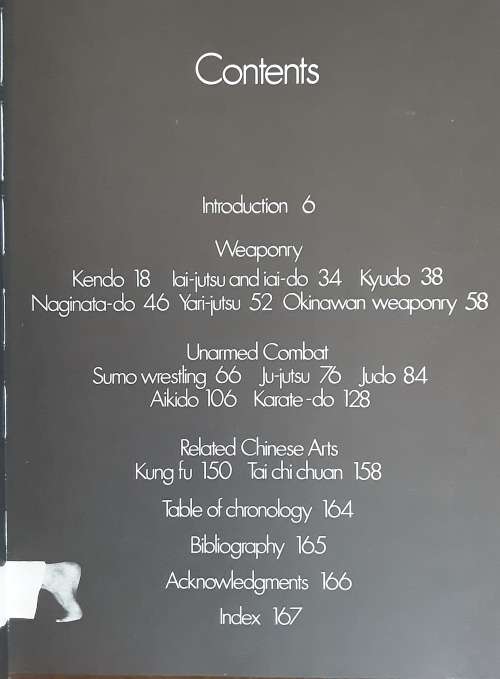 Contents
Introduction 6
Weaponry
Kendo 18 Iai-jutsu and iai-do 34 Kyudo 38
Naginata-do 46 Yari-jutsu 52 Okinawan weaponry 58
Unarmed Combat
Sumo wrestling 66 Ju-jutsu 76 Judo 84
Aikido 106 Karate-do 128
Related Chinese Arts
Kung fu 150 Tai chi chuan 158
Table of chronology 164
Bibliography 165
Acknowledgments 166
Index 167